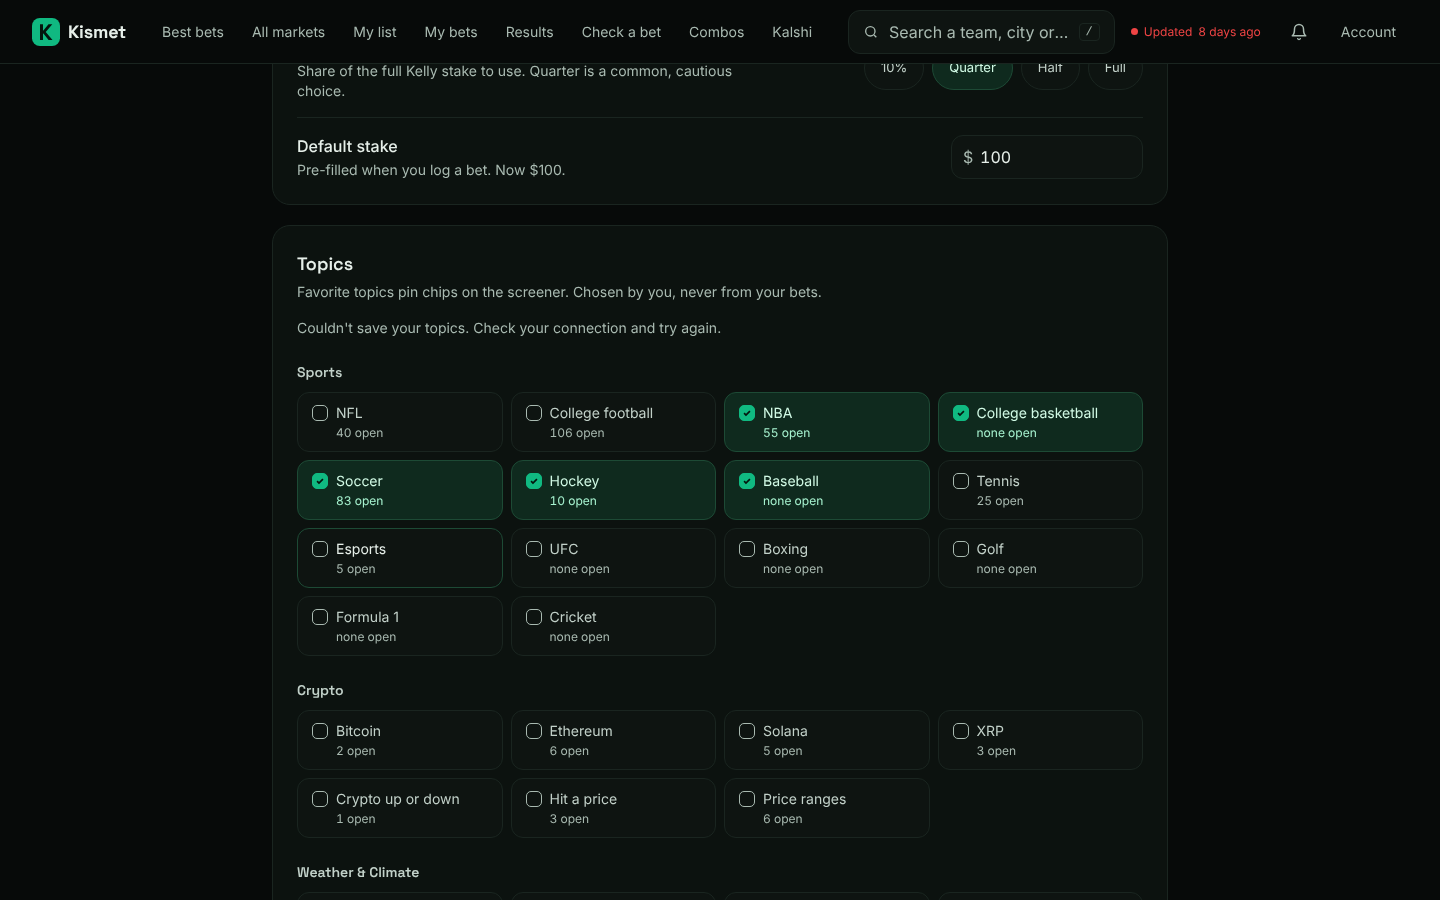 K Kismet
Best bets
All markets
My list
My bets
Results
Check a bet
Combos
Kalshi
Search a team, city or... /
Updated 8 days ago
Account
Share of the full Kelly stake to use. Quarter is a common, cautious
choice.
10%
Quarter
Half
Full
Default stake
Pre-filled when you log a bet. Now $100.
$ 100
Topics
Favorite topics pin chips on the screener. Chosen by you, never from your bets.
Couldn't save your topics. Check your connection and try again.
Sports
NFL
40 open
College football
106 open
NBA
55 open
College basketball
none open
Soccer
83 open
Hockey
10 open
Baseball
none open
Tennis
25 open
Esports
5 open
UFC
none open
Boxing
none open
Golf
none open
Formula 1
none open
Cricket
none open
Crypto
Bitcoin
2 open
Ethereum
6 open
Solana
5 open
XRP
3 open
Crypto up or down
1 open
Hit a price
3 open
Price ranges
6 open
Weather & Climate